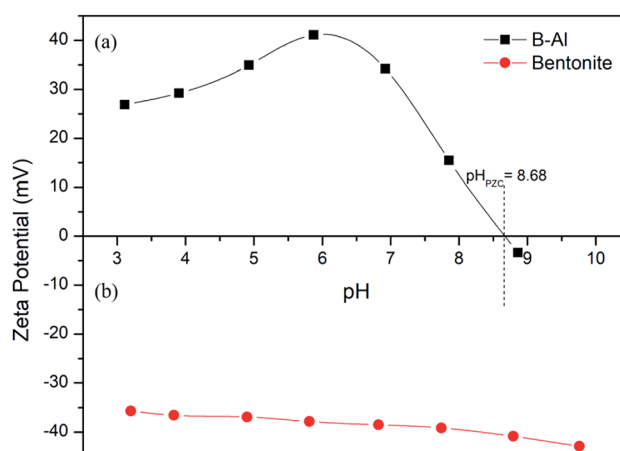 (a)
B-Al
Bentonite
40
30
20
10
0
-10
-20
-30
-40
Zeta Potential (mV)
pHPZC= 8.68
3 4 5 6 7 8 9 10
pH
(b)